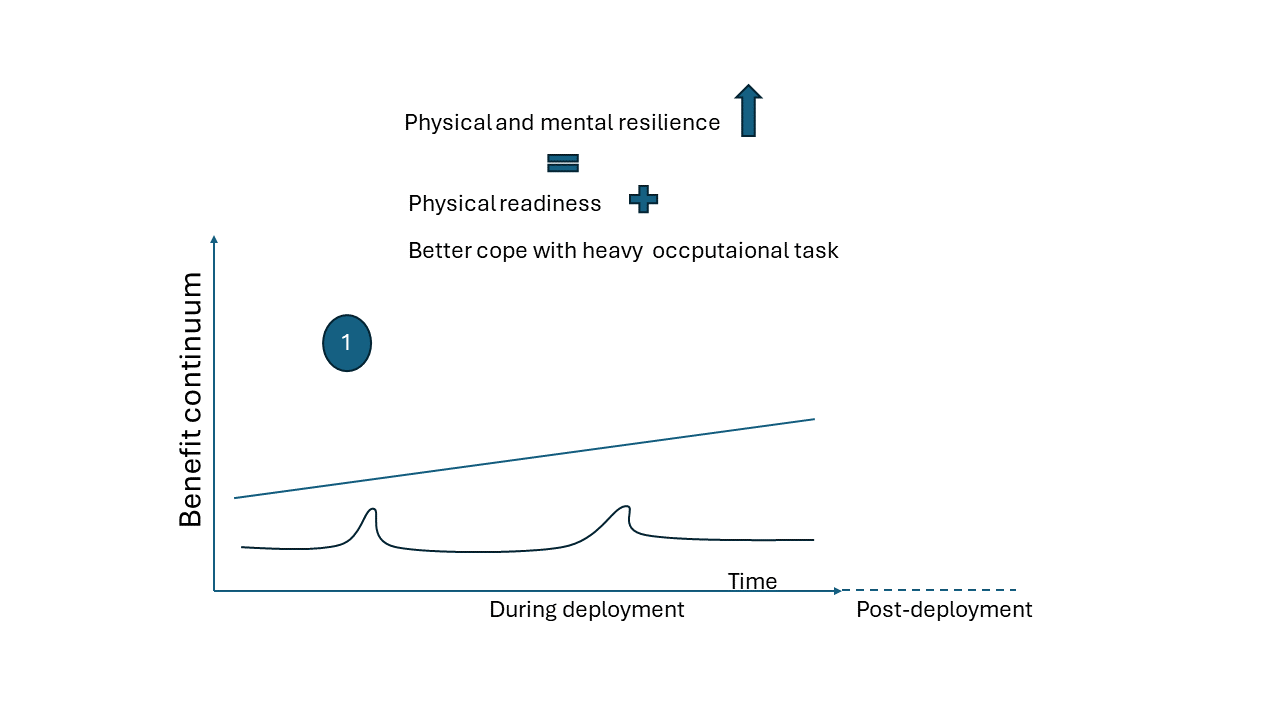 Physical and mental resilience
Physical readiness
Better cope with heavy occputaional task
Benefit continuum
1
Time
During deployment
Post-deployment